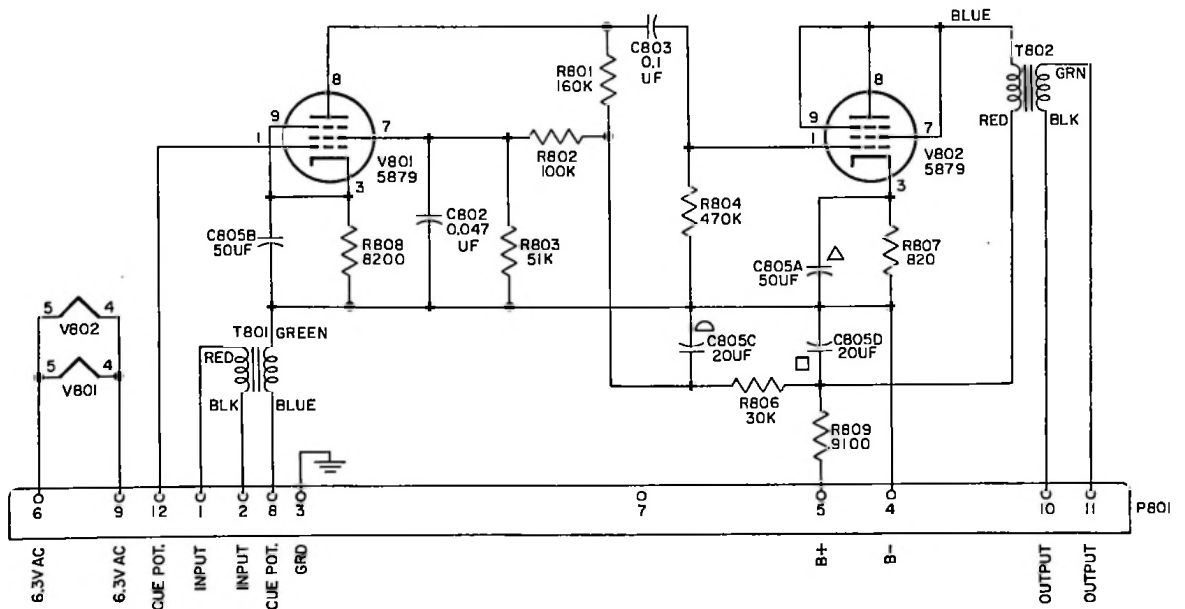 BLUE
C803
0.1
UF
R801
160K
T802
GRN
RED
BLK
8
9
1
7
V801
5879
3
R802
100K
8
9
1
7
V802
5879
3
C805B
50UF
R808
8200
C802
0.047
UF
R803
51K
R804
470K
C805A
50UF
R807
820
5 4
V802
5 4
V801
T801 GREEN
RED
BLK
BLUE
C805C
20UF
C805D
20UF
R806
30K
R809
9100
6 9 12 1 2 8 3 7 5 4 10 11
P801
6.3V AC
6.3V AC
CUE POT.
INPUT
INPUT
CUE POT.
GRD
B+
B-
OUTPUT
OUTPUT